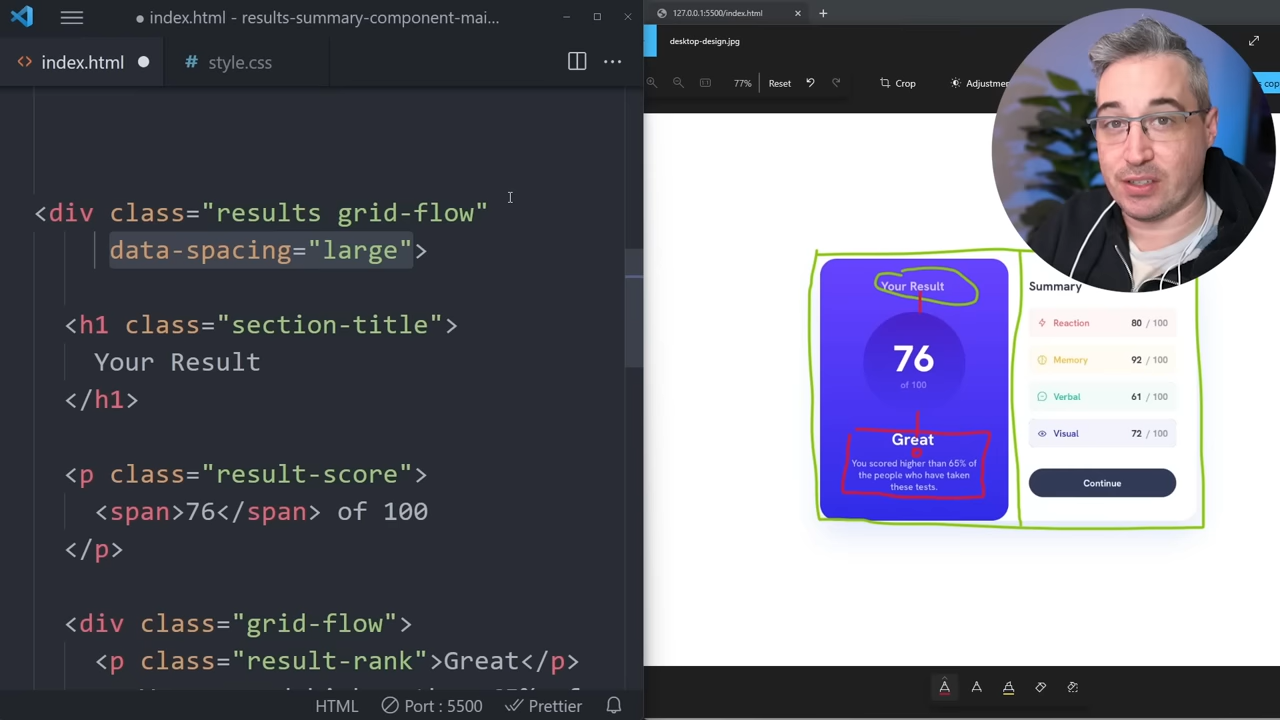 ● index.html - results-summary-component-mai...
index.html ●
# style.css
<div class="results grid-flow"
data-spacing="large">
<h1 class="section-title">
Your Result
</h1>
<p class="result-score">
<span>76</span> of 100
</p>
<div class="grid-flow">
<p class="result-rank">Great</p>
HTML
Port : 5500
Prettier
127.0.0.1:5500/index.html
desktop-design.jpg
77%
Reset
Crop
Adjustmen
Your Result
76
of 100
Great
You scored higher than 65% of
the people who have taken
these tests.
Summary
Reaction 80 / 100
Memory 92 / 100
Verbal 61 / 100
Visual 72 / 100
Continue